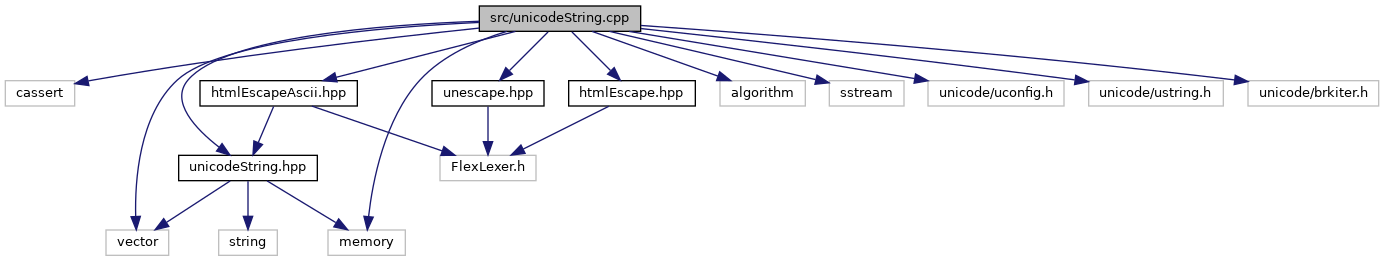 src/unicodeString.cpp
cassert
htmlEscapeAscii.hpp
unescape.hpp
htmlEscape.hpp
algorithm
sstream
unicode/uconfig.h
unicode/ustring.h
unicode/brkiter.h
unicodeString.hpp
FlexLexer.h
vector
string
memory